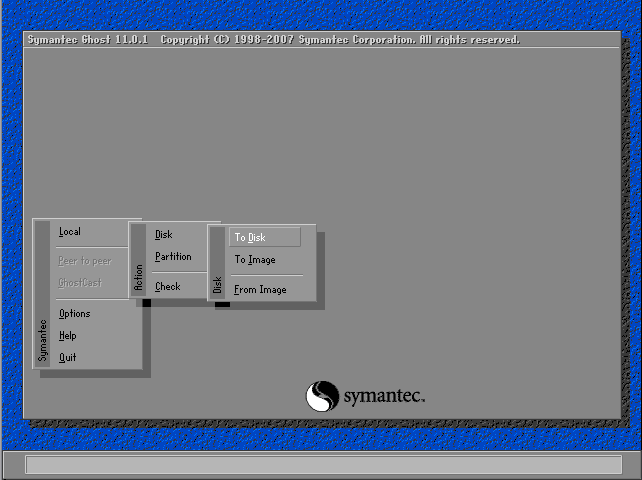 Symantec Ghost 11.0.1   Copyright (C) 1998-2007 Symantec Corporation. All rights reserved.
Local
Peer to peer
GhostCast
Options
Help
Quit
Symantec
Disk
Partition
Check
Action
To Disk
To Image
From Image
Disk
symantec.